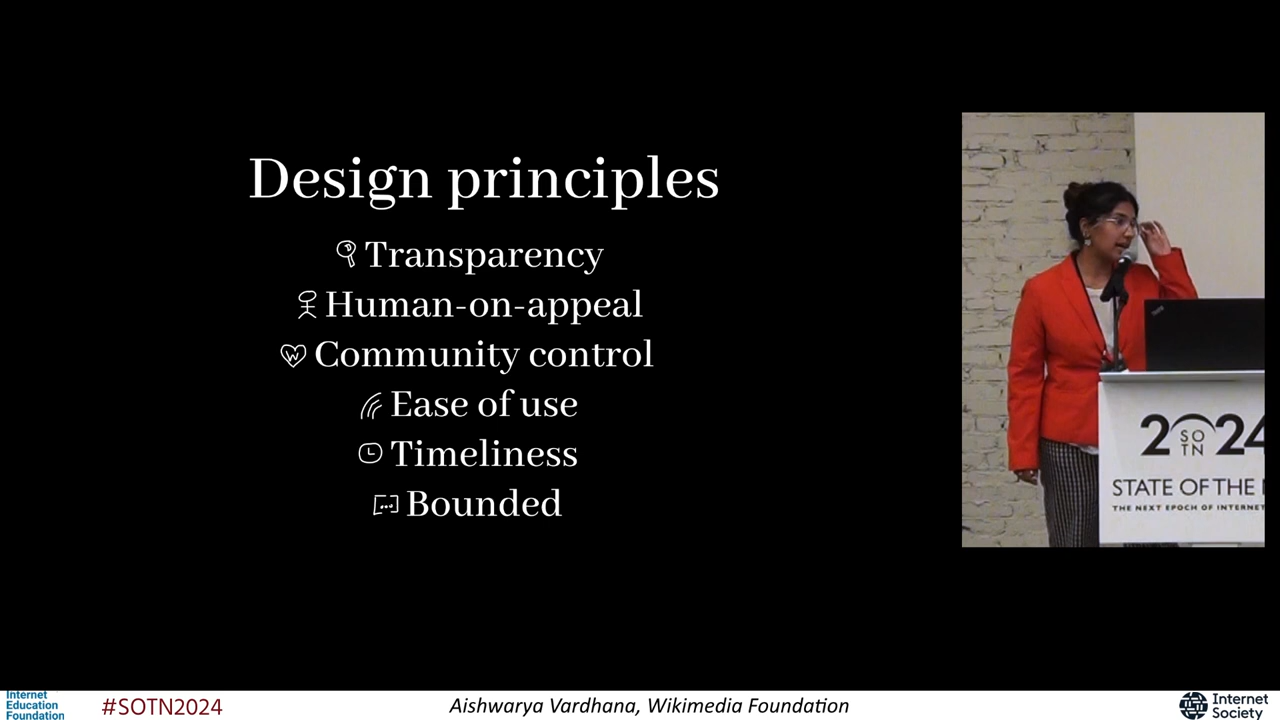 Design principles
Transparency
Human-on-appeal
Community control
Ease of use
Timeliness
Bounded
2024
SO
TN
STATE OF THE
THE NEXT EPOCH OF INTERNET
Internet
Education
Foundation
#SOTN2024
Aishwarya Vardhana, Wikimedia Foundation
Internet
Society